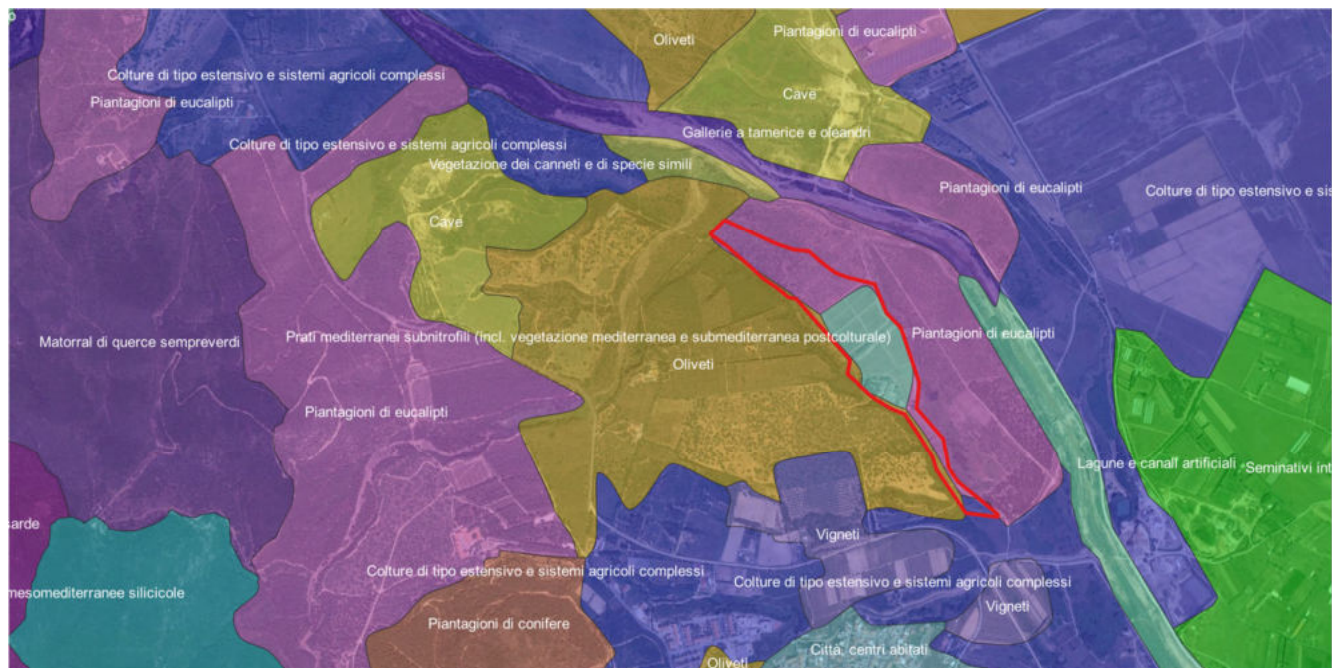 Oliveti
Piantagioni di eucalipti
Colture di tipo estensivo e sistemi agricoli complessi
Piantagioni di eucalipti
Cave
Gallerie a tamerice e oleandri
Colture di tipo estensivo e sistemi agricoli complessi
Vegetazione dei canneti e di specie simili
Piantagioni di eucalipti
Colture di tipo estensivo e sis
Cave
Prati mediterranei subnitrofili (incl. vegetazione mediterranea e submediterranea postcolturale)
Piantagioni di eucalipti
Matorral di querce sempreverdi
Oliveti
Piantagioni di eucalipti
Lagune e canali artificiali
Seminativi int
sarde
Vigneti
Colture di tipo estensivo e sistemi agricoli complessi
Colture di tipo estensivo e sistemi agricoli complessi
mesomediterranee silicicole
Vigneti
Piantagioni di conifere
Città, centri abitati
Oliveti